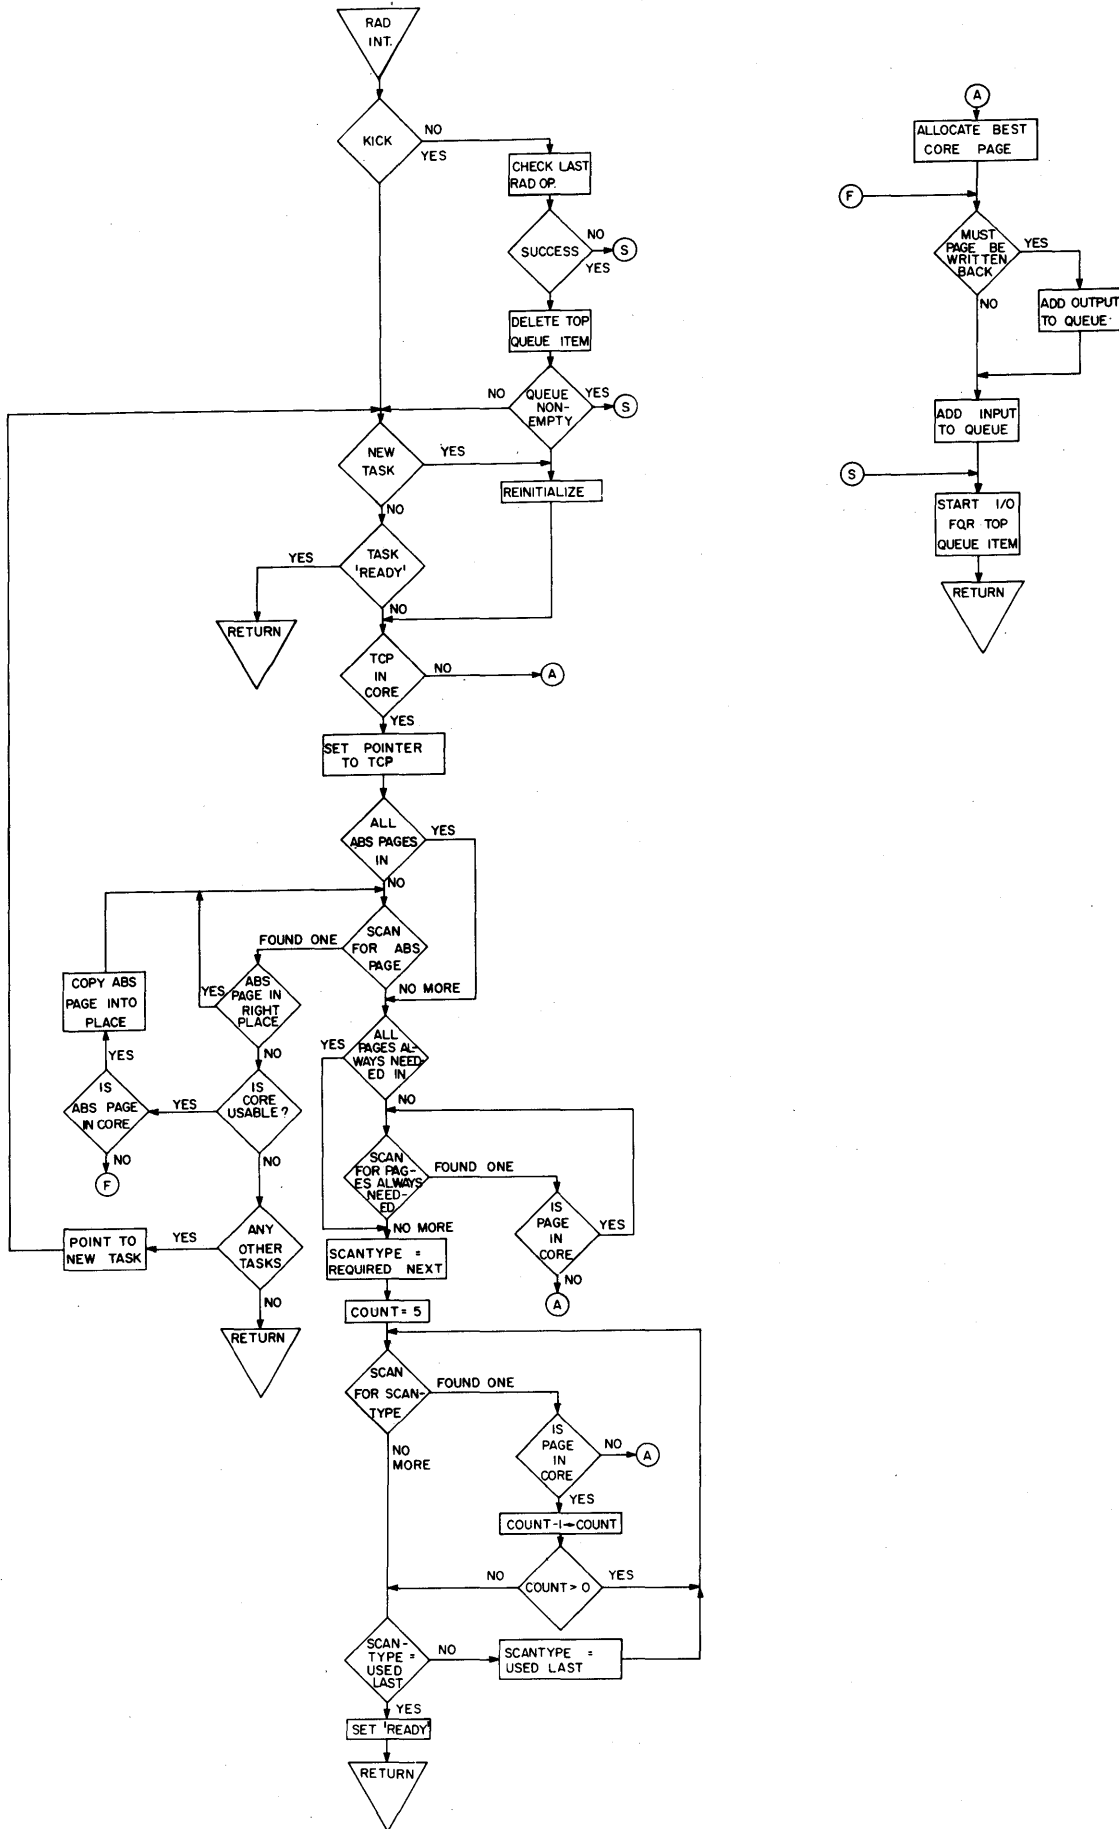 RAD
INT.
KICK
NO
YES
CHECK LAST
RAD OP.
SUCCESS
NO
YES
S
DELETE TOP
QUEUE ITEM
QUEUE
NON-
EMPTY
NO
YES
S
NEW
TASK
YES
NO
REINITIALIZE
TASK
'READY'
YES
NO
RETURN
TCP
IN
CORE
NO
A
YES
SET POINTER
TO TCP
ALL
ABS PAGES
IN
YES
NO
SCAN
FOR ABS
PAGE
FOUND ONE
NO MORE
ABS
PAGE IN
RIGHT
PLACE
YES
NO
COPY ABS
PAGE INTO
PLACE
YES
IS
ABS PAGE
IN CORE
NO
F
IS
CORE
USABLE?
YES
NO
ANY
OTHER
TASKS
YES
NO
POINT TO
NEW TASK
RETURN
ALL
PAGES AL-
WAYS NEED-
ED IN
YES
NO
SCAN
FOR PAG-
ES ALWAYS
NEED-
ED
FOUND ONE
NO MORE
IS
PAGE
IN
CORE
YES
NO
A
SCANTYPE =
REQUIRED NEXT
COUNT = 5
SCAN
FOR SCAN-
TYPE
FOUND ONE
NO
MORE
IS
PAGE
IN
CORE
NO
A
YES
COUNT-1→COUNT
COUNT > 0
NO
YES
SCAN-
TYPE =
USED
LAST
NO
SCANTYPE =
USED LAST
YES
SET 'READY'
RETURN
A
ALLOCATE BEST
CORE PAGE
F
MUST
PAGE BE
WRITTEN
BACK
YES
NO
ADD OUTPUT
TO QUEUE
ADD INPUT
TO QUEUE
S
START I/O
FOR TOP
QUEUE ITEM
RETURN